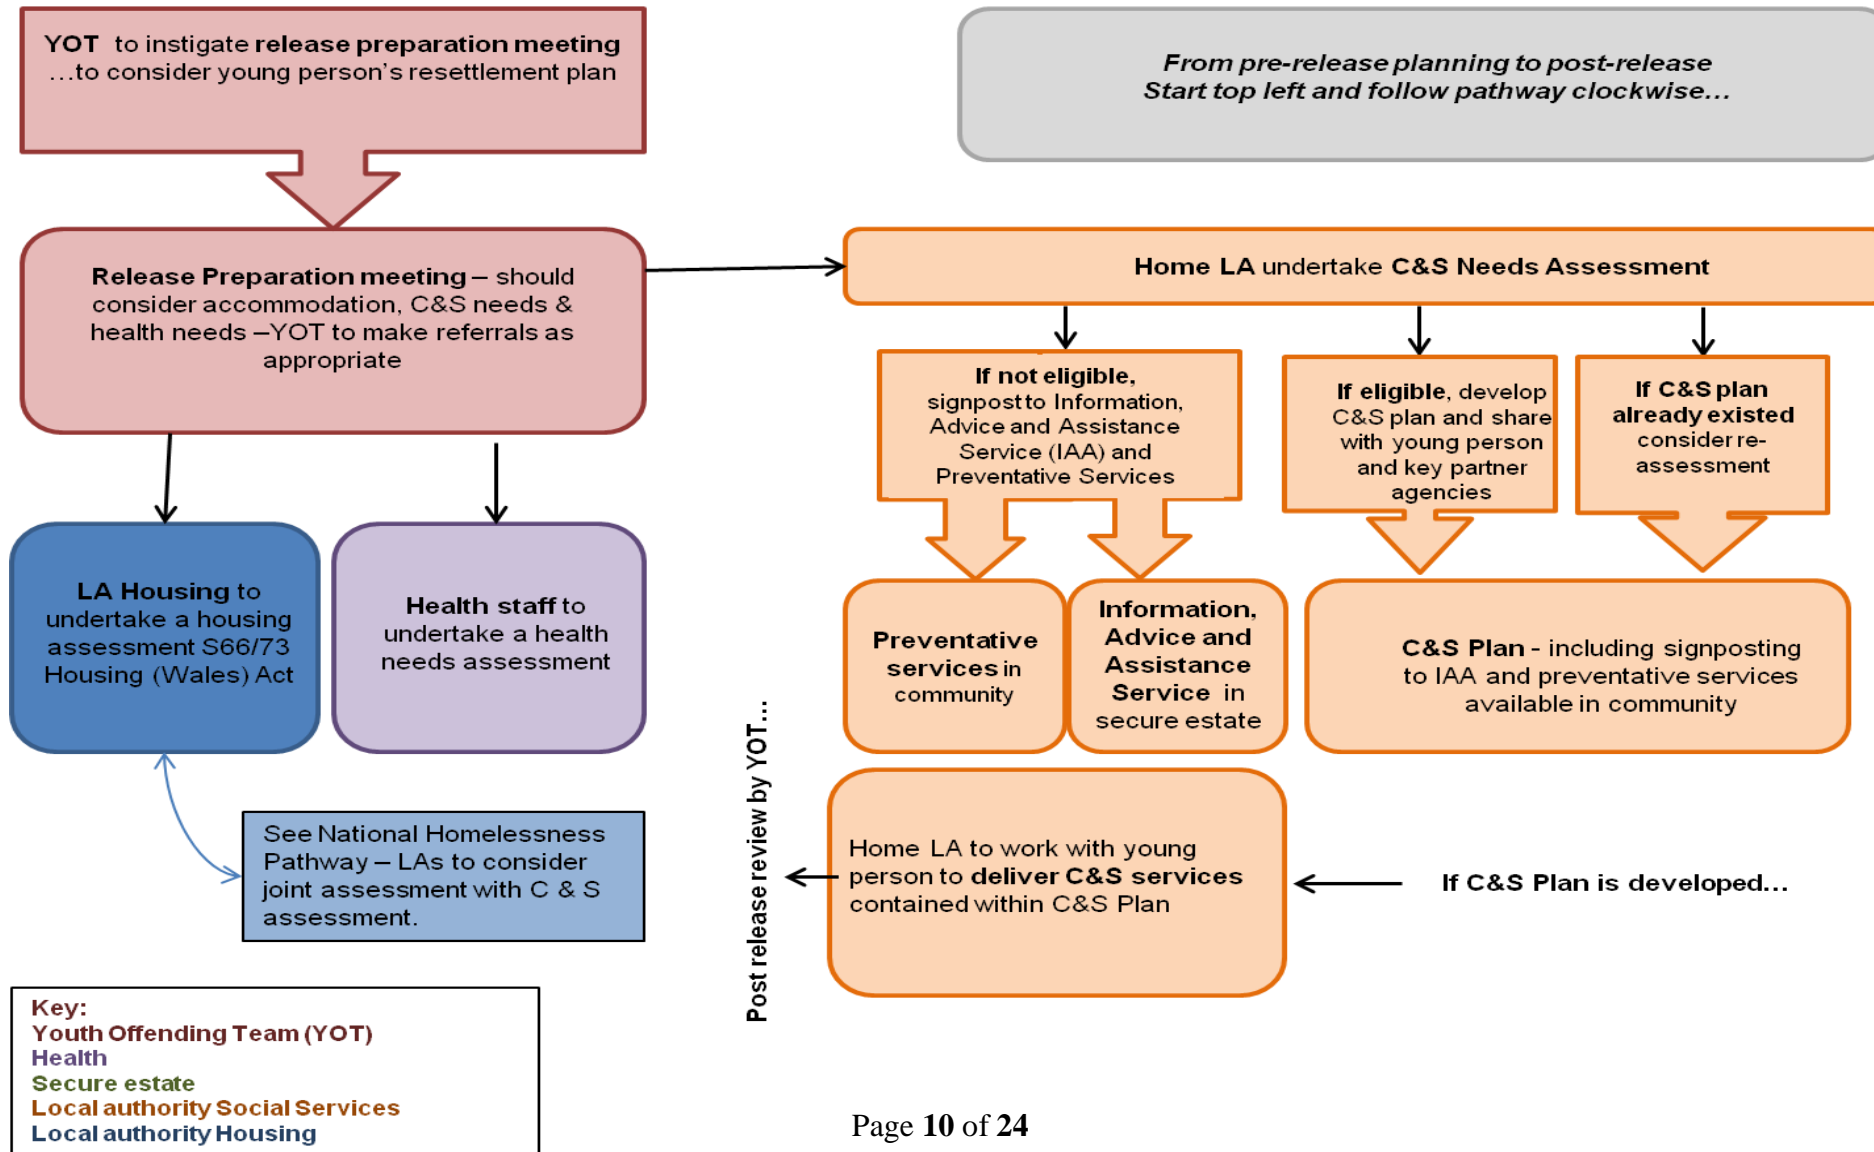 YOT to instigate release preparation meeting
…to consider young person's resettlement plan
From pre-release planning to post-release
Start top left and follow pathway clockwise…
Release Preparation meeting – should
consider accommodation, C&S needs &
health needs –YOT to make referrals as
appropriate
Home LA undertake C&S Needs Assessment
If not eligible,
signpost to Information,
Advice and Assistance
Service (IAA) and
Preventative Services
If eligible, develop
C&S plan and share
with young person
and key partner
agencies
If C&S plan
already existed
consider re-
assessment
LA Housing to
undertake a housing
assessment S66/73
Housing (Wales) Act
Health staff to
undertake a health
needs assessment
Preventative
services in
community
Information,
Advice and
Assistance
Service in
secure estate
C&S Plan - including signposting
to IAA and preventative services
available in community
See National Homelessness
Pathway – LAs to consider
joint assessment with C & S
assessment.
Post release review by YOT…
Home LA to work with young
person to deliver C&S services
contained within C&S Plan
If C&S Plan is developed…
Key:
Youth Offending Team (YOT)
Health
Secure estate
Local authority Social Services
Local authority Housing
Page 10 of 24